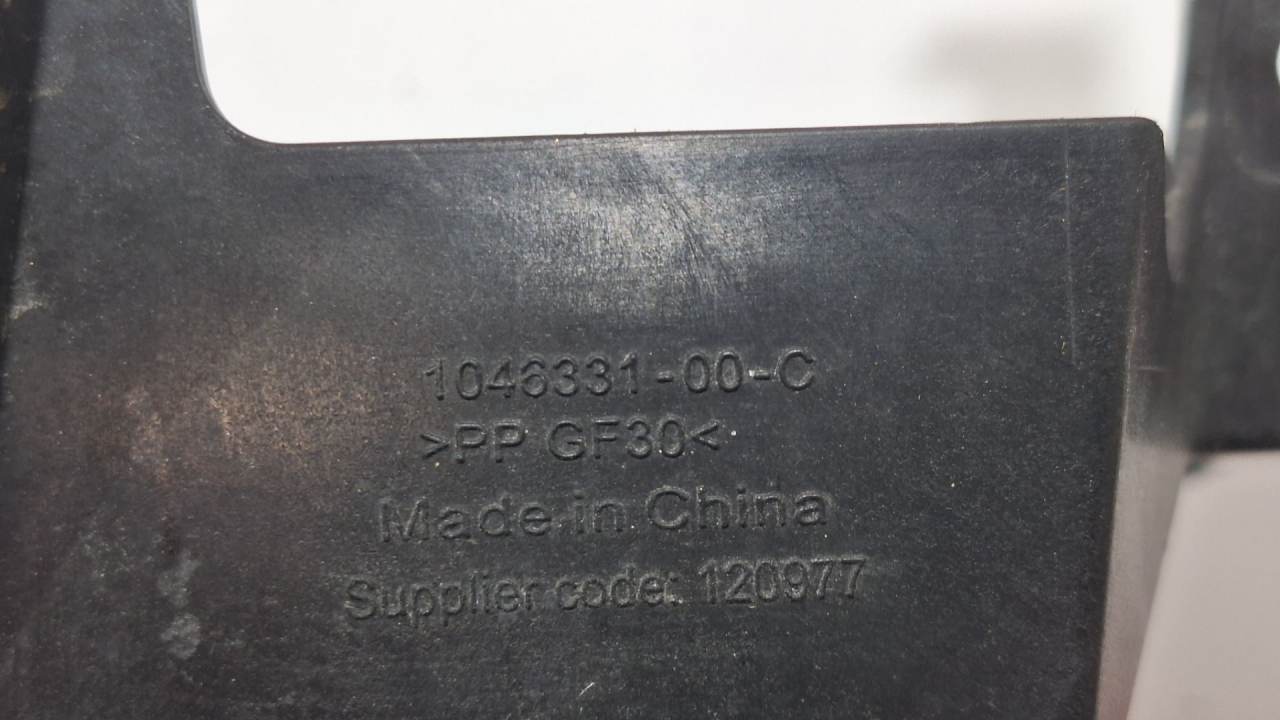 1046331-00-C
>PP GF30<
Made in China
Supplier code: 120977